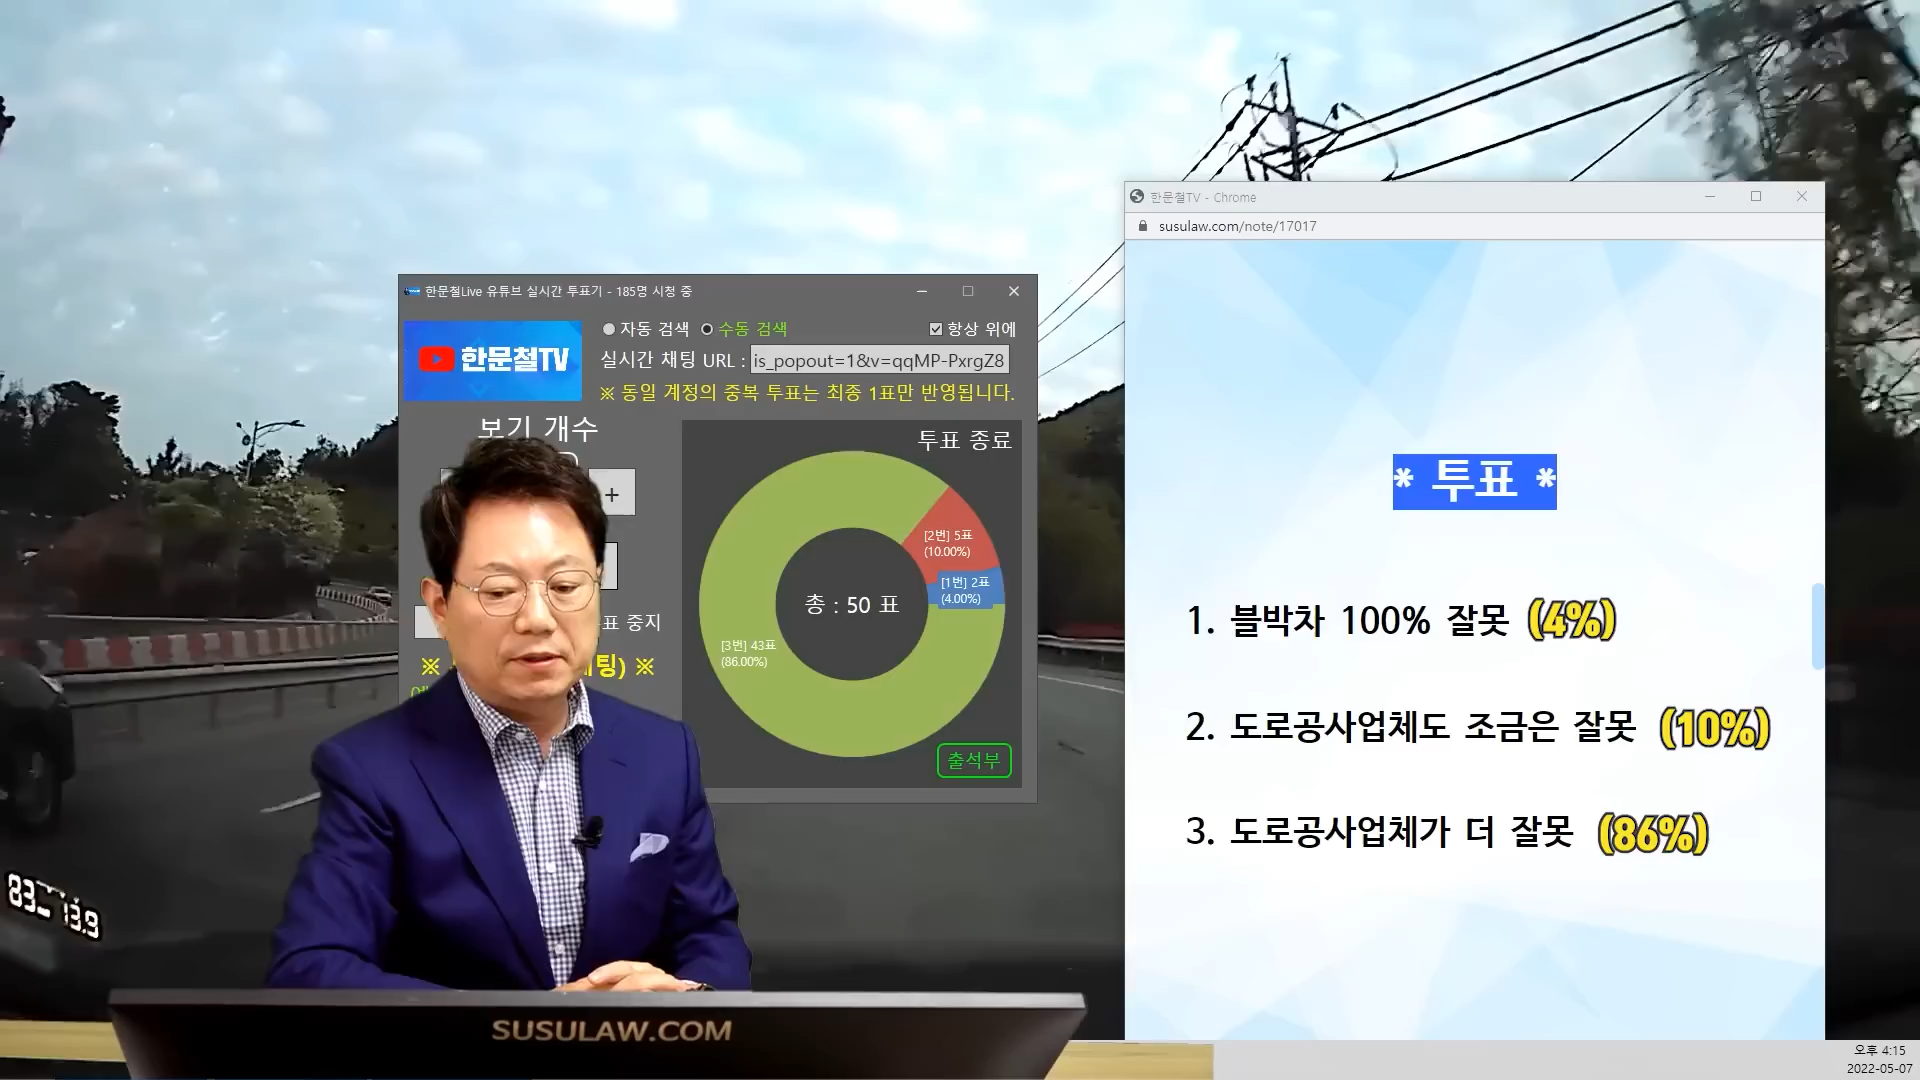 한문철TV - Chrome
susulaw.com/note/17017
한문철Live 유튜브 실시간 투표기 - 185명 시청 중
한문철TV
자동 검색 수동 검색 항상 위에
실시간 채팅 URL : is_popout=1&v=qqMP-PxrgZ8
※ 동일 계정의 중복 투표는 최종 1표만 반영됩니다.
보기 개수
+
표 중지
※ 팅) ※
투표 종료
[2번] 5표
(10.00%)
[1번] 2표
(4.00%)
총 : 50 표
[3번] 43표
(86.00%)
출석부
* 투표 *
1. 블박차 100% 잘못 (4%)
2. 도로공사업체도 조금은 잘못 (10%)
3. 도로공사업체가 더 잘못 (86%)
SUSULAW.COM
오후 4:15
2022-05-07